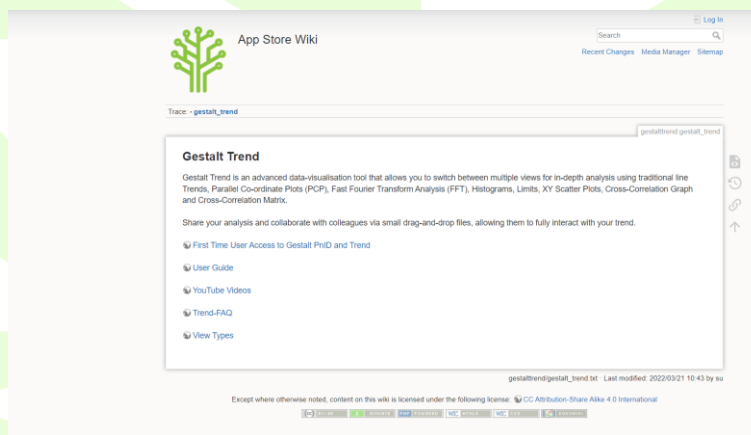 Log In
App Store Wiki
Search
Recent Changes Media Manager Sitemap
Trace: • gestalt_trend
gestalttrend:gestalt_trend
Gestalt Trend
Gestalt Trend is an advanced data-visualisation tool that allows you to switch between multiple views for in-depth analysis using traditional line
Trends, Parallel Co-ordinate Plots (PCP), Fast Fourier Transform Analysis (FFT), Histograms, Limits, XY Scatter Plots, Cross-Correlation Graph
and Cross-Correlation Matrix.
Share your analysis and collaborate with colleagues via small drag-and-drop files, allowing them to fully interact with your trend.
First Time User Access to Gestalt PnID and Trend
User Guide
YouTube Videos
Trend-FAQ
View Types
gestalttrend/gestalt_trend.txt · Last modified: 2022/03/21 10:43 by su
Except where otherwise noted, content on this wiki is licensed under the following license: CC Attribution-Share Alike 4.0 International